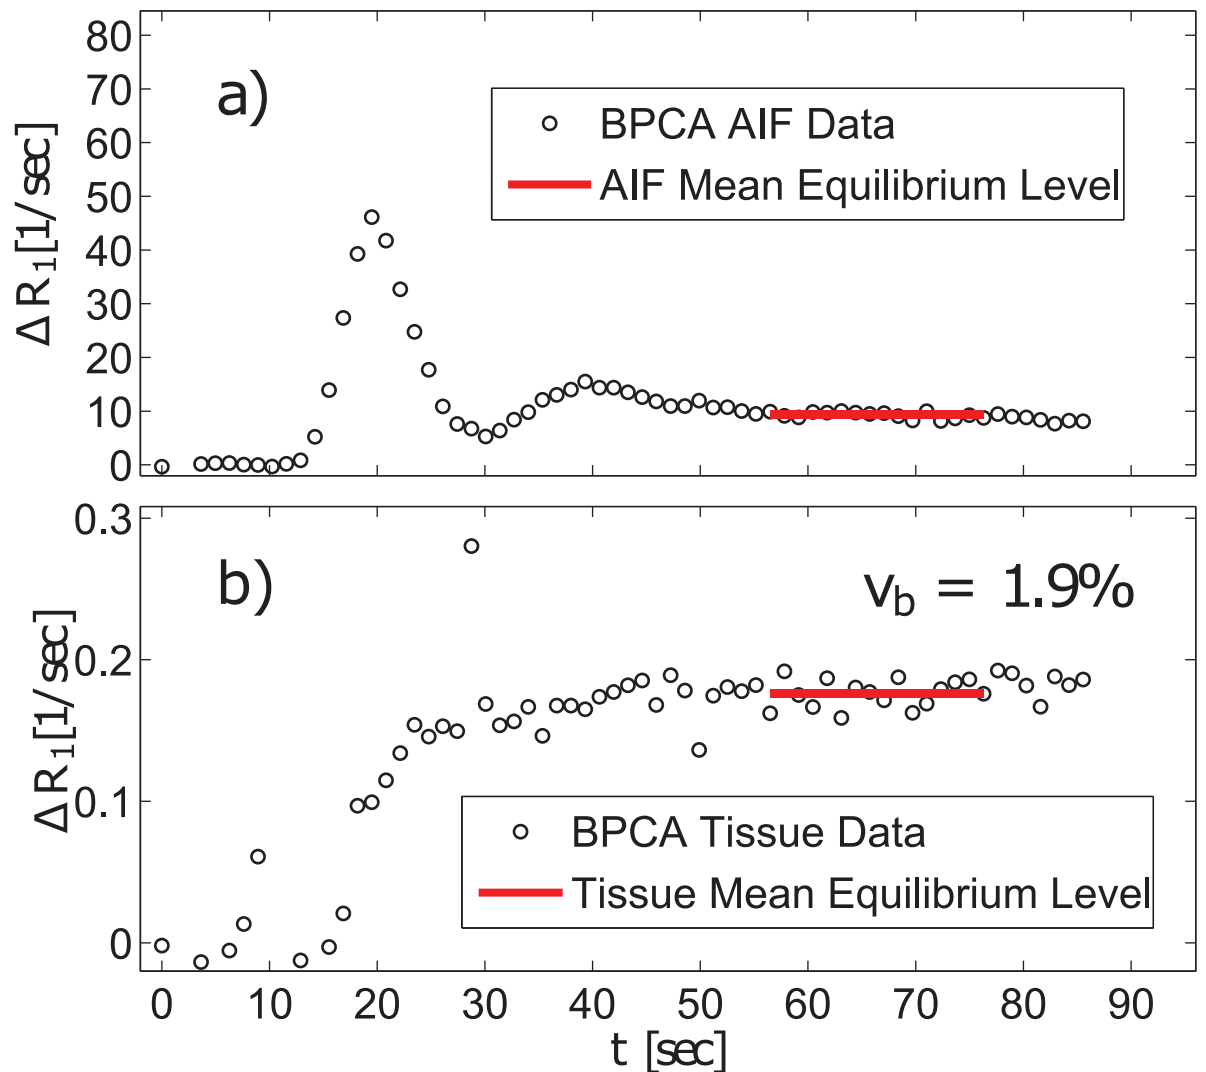 80
70
60
50
40
30
20
10
0
ΔR₁[1/sec]
a)
BPCA AIF Data
AIF Mean Equilibrium Level
0.3
0.2
0.1
0
ΔR₁[1/sec]
b)
v_b = 1.9%
BPCA Tissue Data
Tissue Mean Equilibrium Level
0 10 20 30 40 50 60 70 80 90
t [sec]